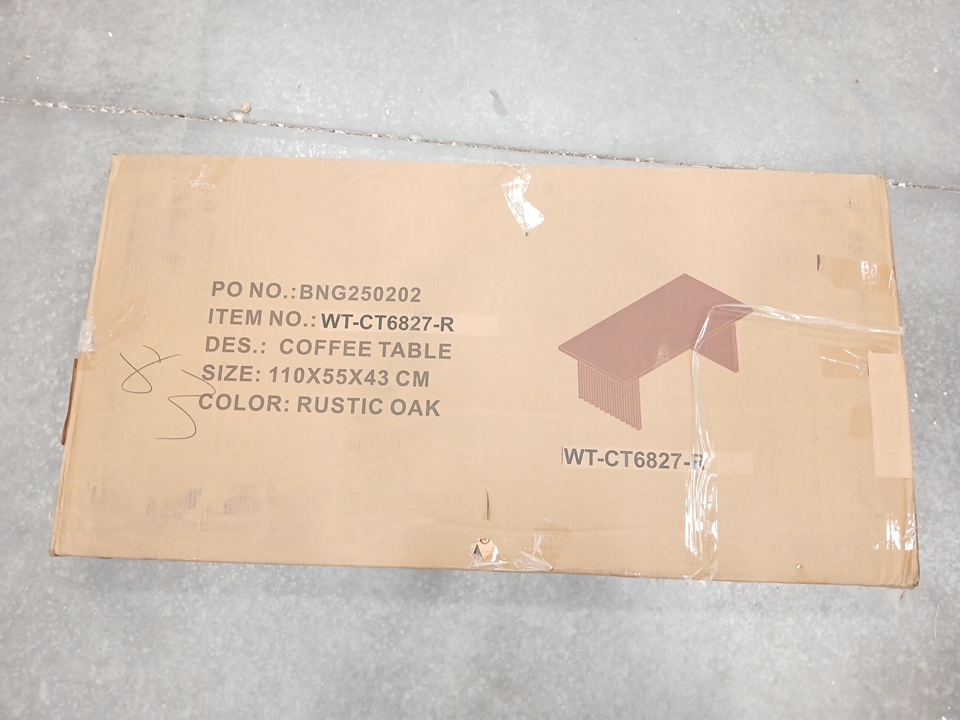 PO NO.:BNG250202
ITEM NO.: WT-CT6827-R
DES.: COFFEE TABLE
SIZE: 110X55X43 CM
COLOR: RUSTIC OAK
WT-CT6827-R